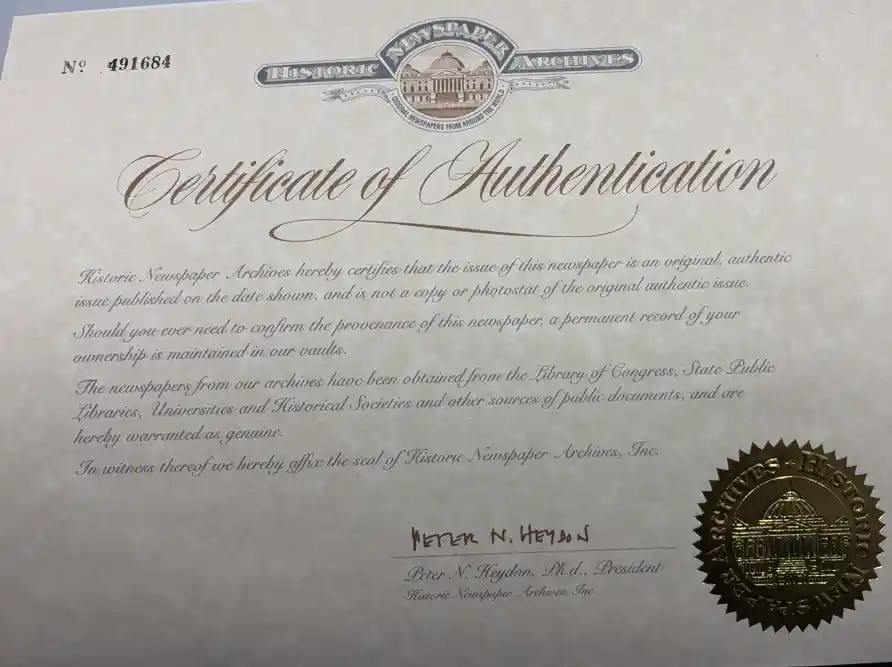 Nº 491684
HISTORIC NEWSPAPER ARCHIVES
ORIGINAL NEWSPAPERS FROM AROUND THE WORLD
Certificate of Authentication
Historic Newspaper Archives hereby certifies that the issue of this newspaper is an original, authentic
issue published on the date shown, and is not a copy or photostat of the original authentic issue.
Should you ever need to confirm the provenance of this newspaper, a permanent record of your
ownership is maintained in our vaults.
The newspapers from our archives have been obtained from the Library of Congress, State Public
Libraries, Universities and Historical Societies and other sources of public documents, and are
hereby warranted as genuine.
In witness thereof we hereby affix the seal of Historic Newspaper Archives, Inc.
PETER N. HEYDON
Peter N. Heydon, Ph.d., President
Historic Newspaper Archives, Inc.
HISTORIC NEWSPAPER ARCHIVES